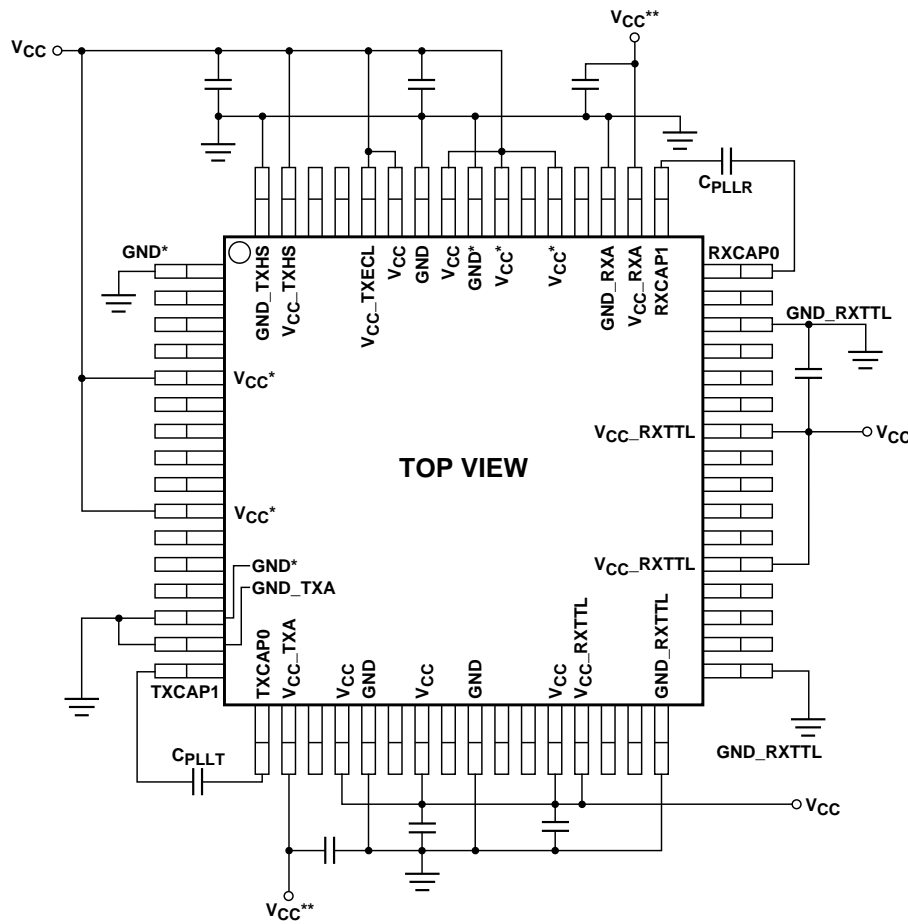 VCC**
VCC
CPLLR
GND*
GND_TXHS
VCC_TXHS
VCC_TXECL
VCC
GND
VCC
GND*
VCC*
VCC*
GND_RXA
VCC_RXA
RXCAP1
RXCAP0
GND_RXTTL
VCC*
VCC_RXTTL
VCC
TOP VIEW
VCC*
GND*
VCC_RXTTL
GND_TXA
TXCAP1
TXCAP0
VCC_TXA
VCC
GND
VCC
GND
VCC
VCC_RXTTL
GND_RXTTL
GND_RXTTL
CPLLT
VCC
VCC**